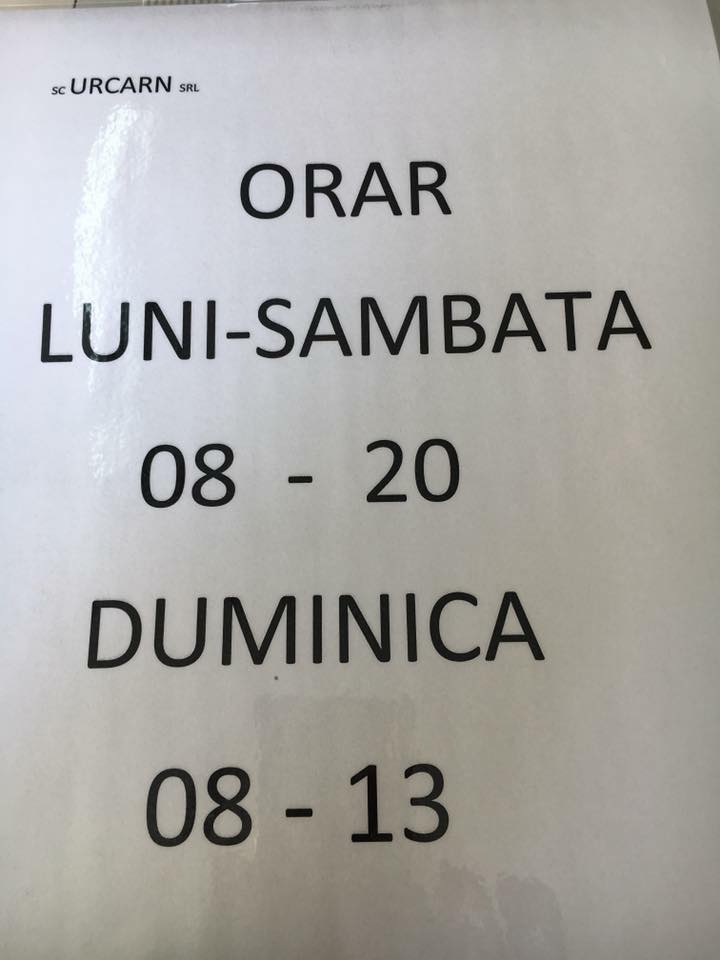 SC URCARN SRL
ORAR
LUNI-SAMBATA
08 - 20
DUMINICA
08 - 13